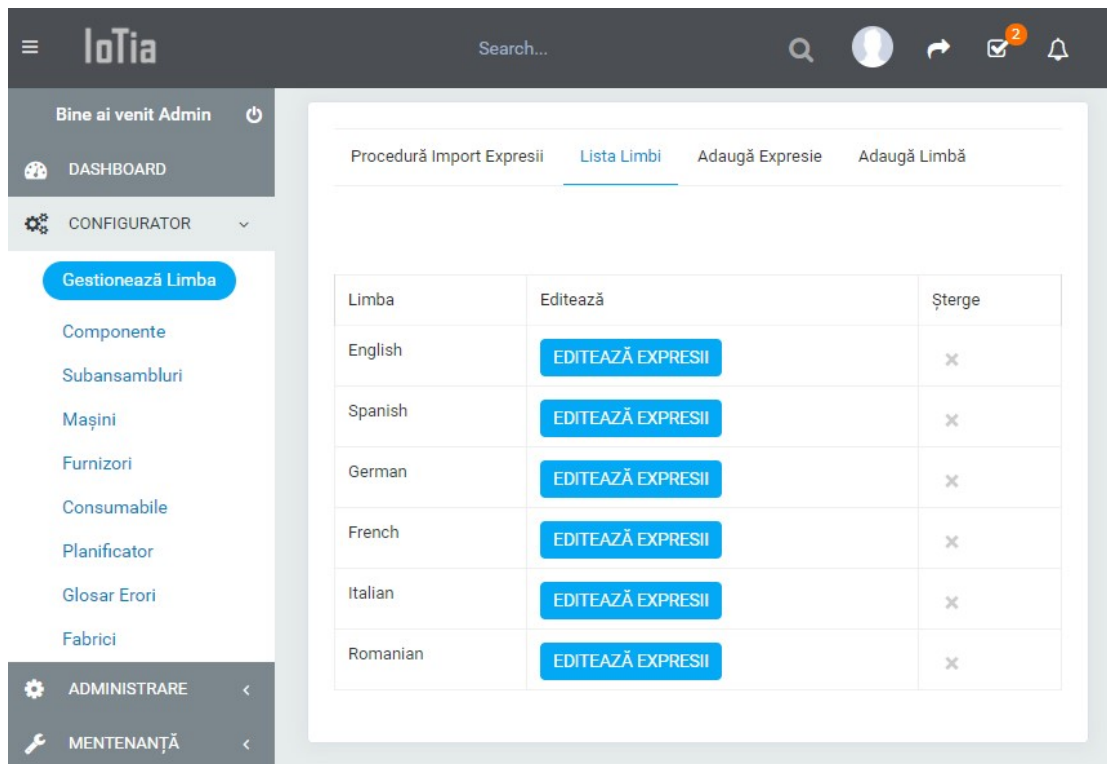 IoTia
Search...
2
Bine ai venit Admin
DASHBOARD
CONFIGURATOR
Gestionează Limba
Componente
Subansambluri
Mașini
Furnizori
Consumabile
Planificator
Glosar Erori
Fabrici
ADMINISTRARE
MENTENANȚĂ
Procedură Import Expresii Lista Limbi Adaugă Expresie Adaugă Limbă
Limba Editează Șterge
English EDITEAZĂ EXPRESII
Spanish EDITEAZĂ EXPRESII
German EDITEAZĂ EXPRESII
French EDITEAZĂ EXPRESII
Italian EDITEAZĂ EXPRESII
Romanian EDITEAZĂ EXPRESII